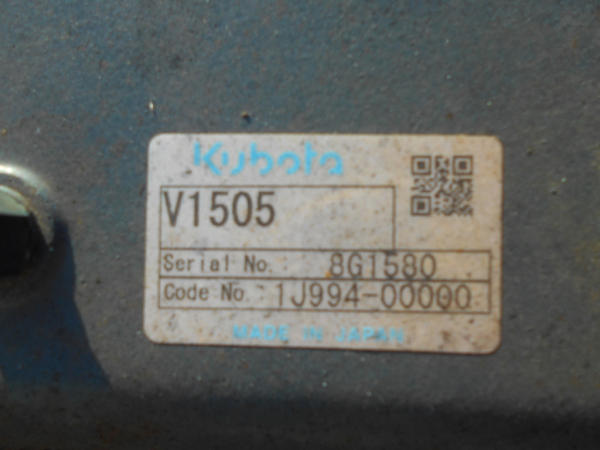 Kubota
V1505
Serial No. 8G1580
Code No. 1J994-00000
MADE IN JAPAN